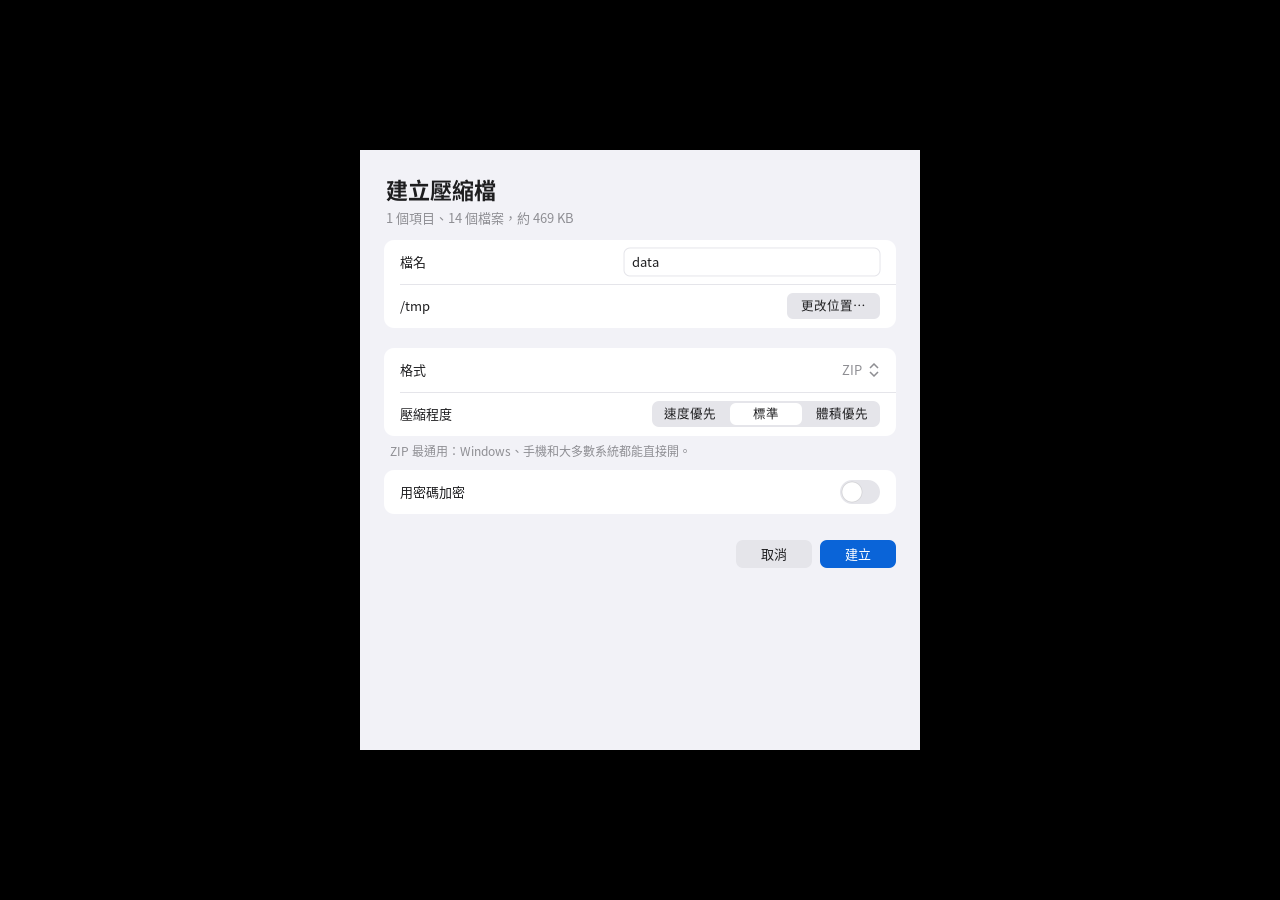 建立壓縮檔
1 個項目、14 個檔案，約 469 KB
檔名 data
/tmp 更改位置…
格式 ZIP
壓縮程度 速度優先 標準 體積優先
ZIP 最通用：Windows、手機和大多數系統都能直接開。
用密碼加密
取消 建立